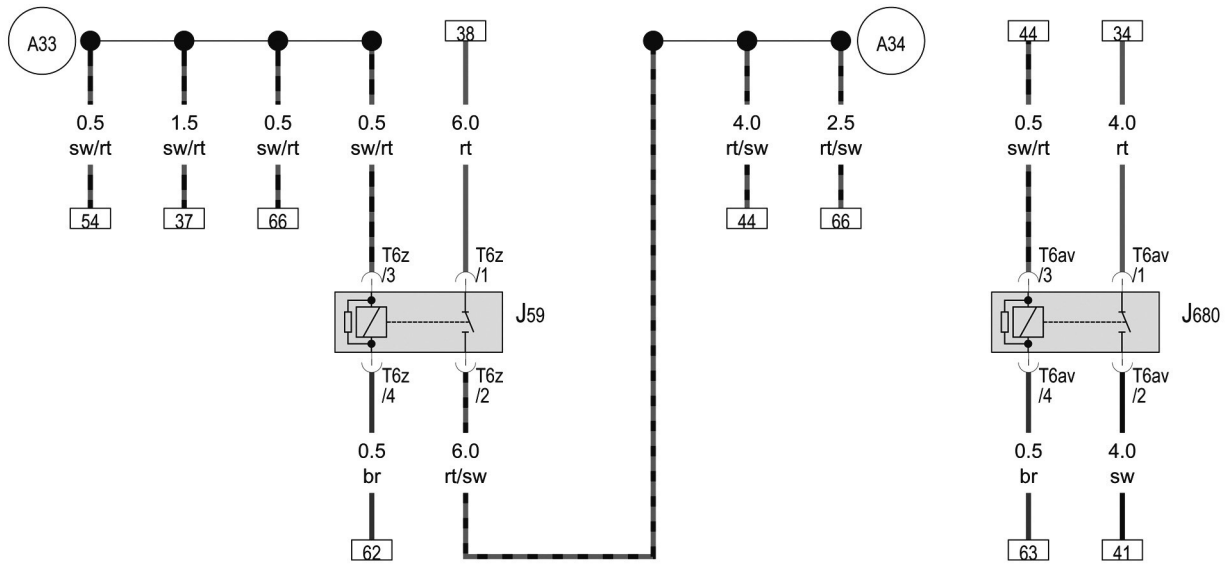 A33
38
A34
44
34
0.5
sw/rt
1.5
sw/rt
0.5
sw/rt
0.5
sw/rt
6.0
rt
4.0
rt/sw
2.5
rt/sw
0.5
sw/rt
4.0
rt
54
37
66
44
66
T6z
/3
T6z
/1
T6av
/3
T6av
/1
J59
J680
T6z
/4
T6z
/2
T6av
/4
T6av
/2
0.5
br
6.0
rt/sw
0.5
br
4.0
sw
62
63
41